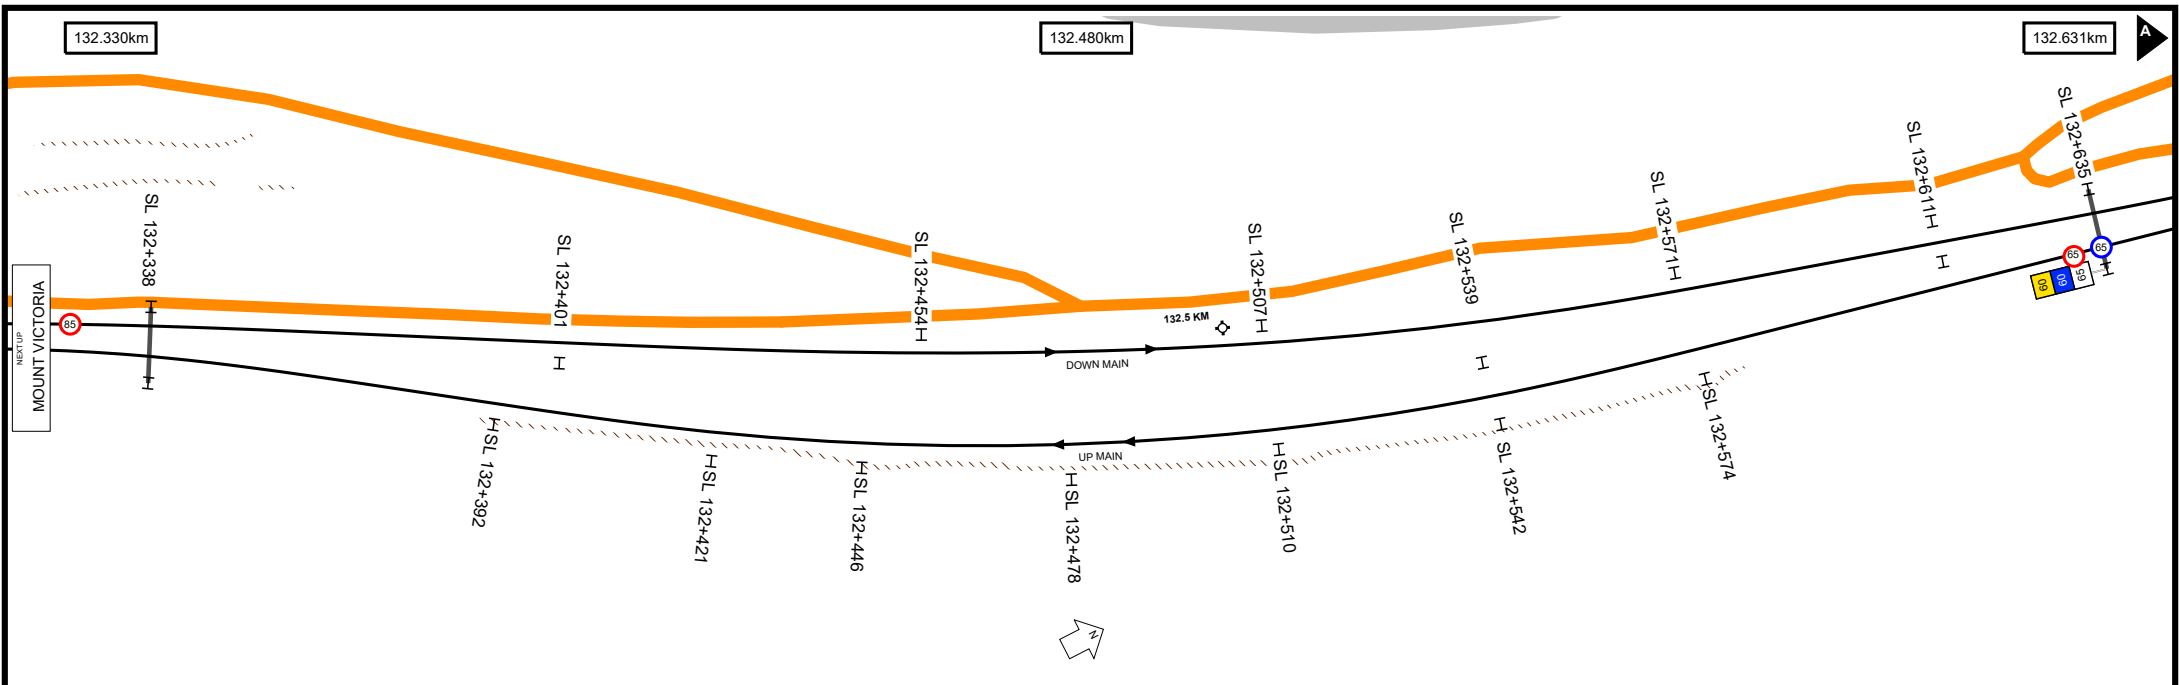 132.330km
132.480km
132.631km
A
SL 132+338
SL 132+401
SL 132+454
SL 132+507
SL 132+539
SL 132+571
SL 132+611
SL 132+635
NEXT UP
MOUNT VICTORIA
85
132.5 KM
DOWN MAIN
65
65
60
60
65
UP MAIN
SL 132+392
SL 132+421
SL 132+446
SL 132+478
SL 132+510
SL 132+542
SL 132+574
N